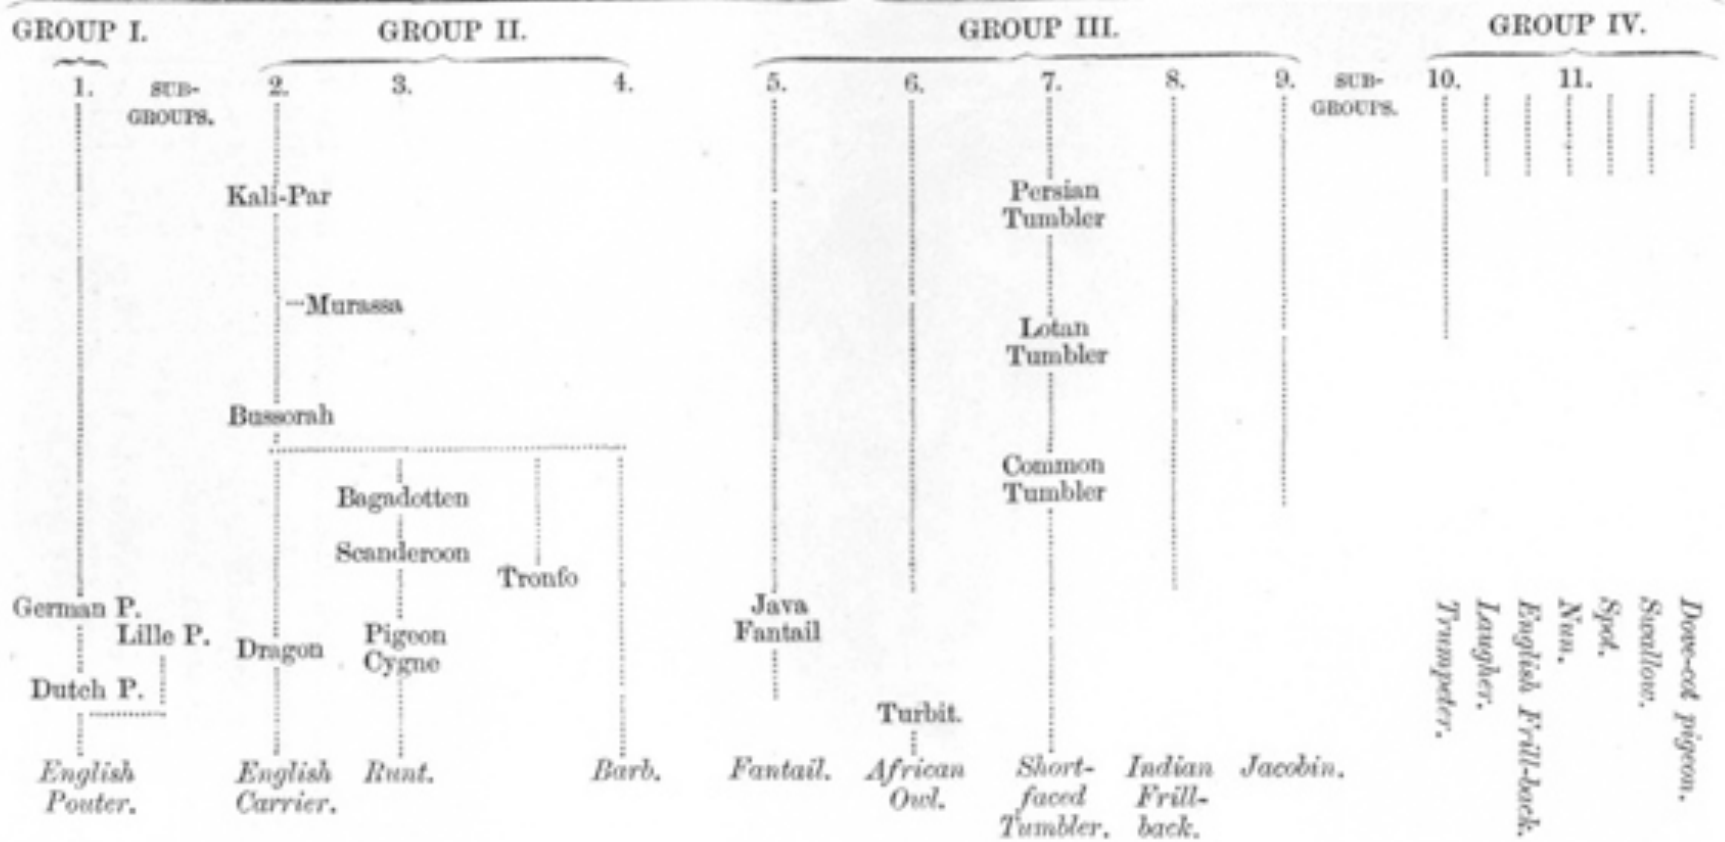 GROUP I. GROUP II. GROUP III. GROUP IV.
1. SUB- 2. 3. 4. 5. 6. 7. 8. 9. SUB- 10. 11.
GROUPS. GROUPS.
Kali-Par
Persian
Tumbler
Murassa
Lotan
Tumbler
Bussorah
Common
Tumbler
Bagadotten
Scanderoon
Tronfo
German P.
Lille P.
Java
Fantail
Dragon
Pigeon
Cygne
Dutch P.
Turbit.
English
Pouter.
English
Carrier.
Runt.
Barb.
Fantail.
African
Owl.
Short-
faced
Tumbler.
Indian
Frill-
back.
Jacobin.
Trumpeter.
Laugher.
English Frill-back.
Nun.
Spot.
Swallow.
Dove-cot pigeon.